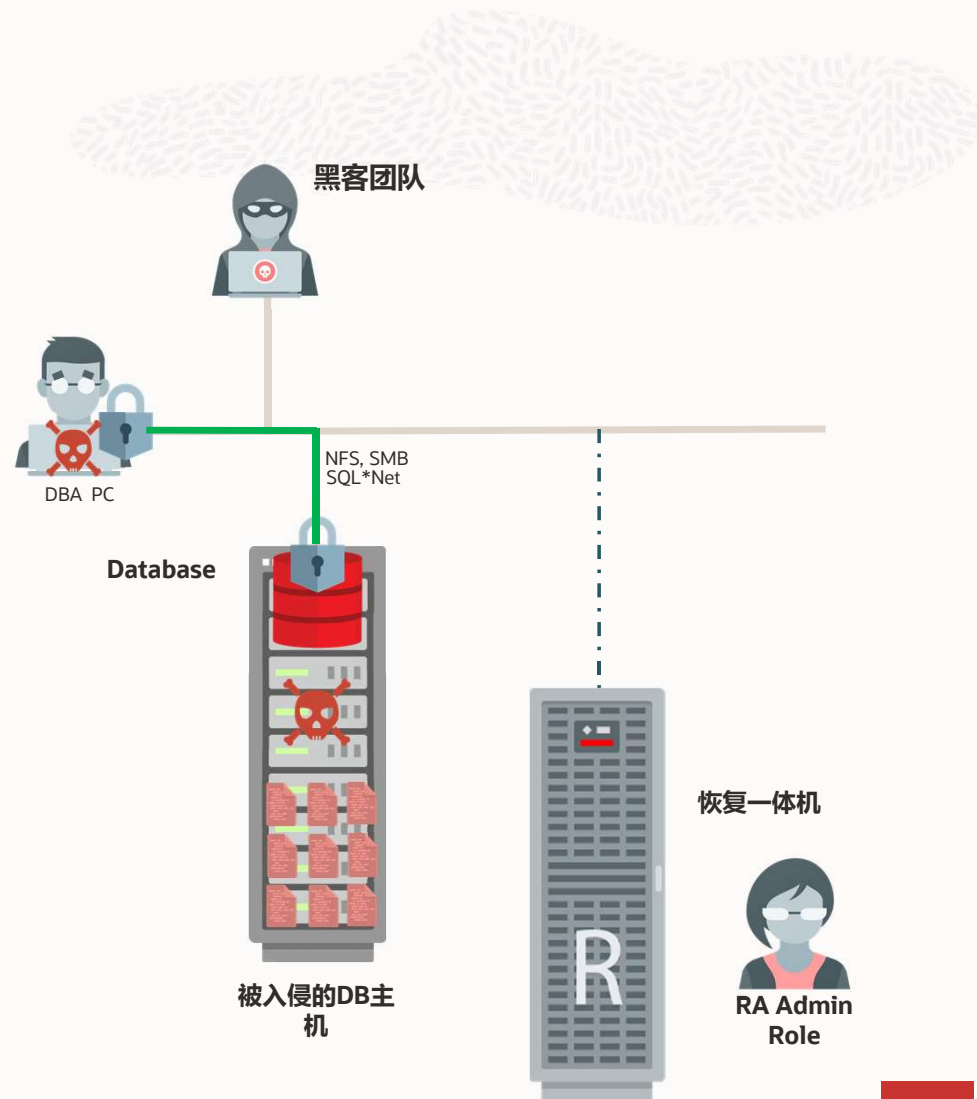 黑客团队
DBA PC
NFS, SMB
SQL*Net
Database
恢复一体机
被入侵的DB主
机
R
RA Admin
Role